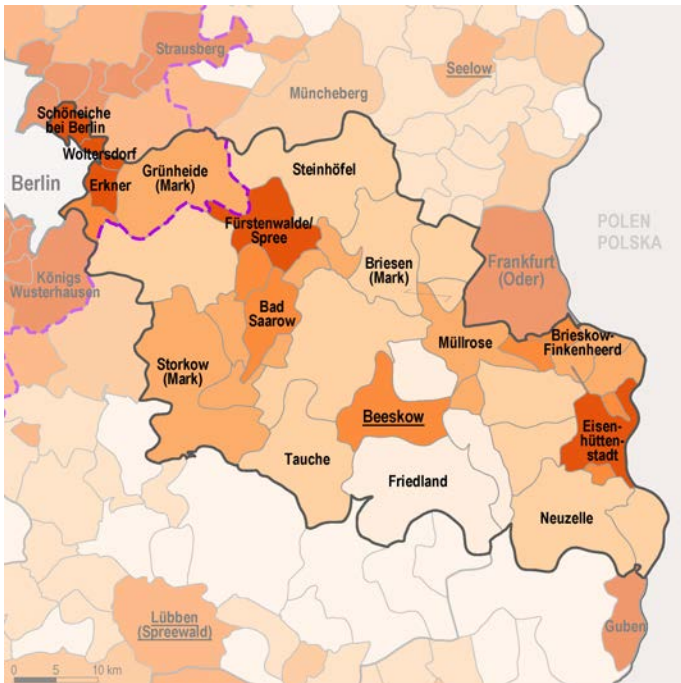 Strausberg
Seelow
Müncheberg
Schöneiche
bei Berlin
Woltersdorf
Berlin
Erkner
Grünheide
(Mark)
Steinhöfel
Fürstenwalde/
Spree
POLEN
POLSKA
Königs
Wusterhausen
Briesen
(Mark)
Frankfurt
(Oder)
Bad
Saarow
Storkow
(Mark)
Müllrose
Brieskow-
Finkenheerd
Beeskow
Eisen-
hütten-
stadt
Tauche
Friedland
Neuzelle
Lübben
(Spreewald)
Guben
0 5 10 km